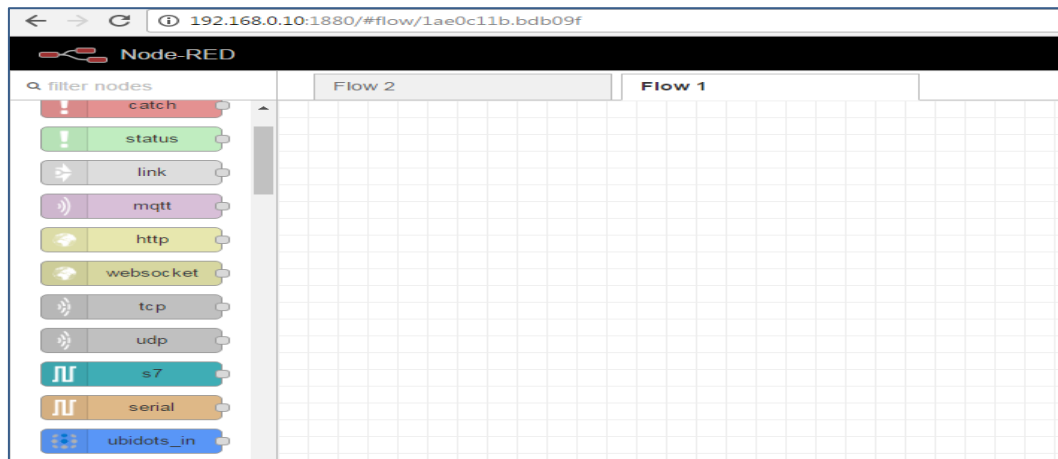 192.168.0.10:1880/#flow/1ae0c11b.bdb09f
Node-RED
filter nodes
Flow 2
Flow 1
catch
status
link
mqtt
http
websocket
tcp
udp
s7
serial
ubidots_in